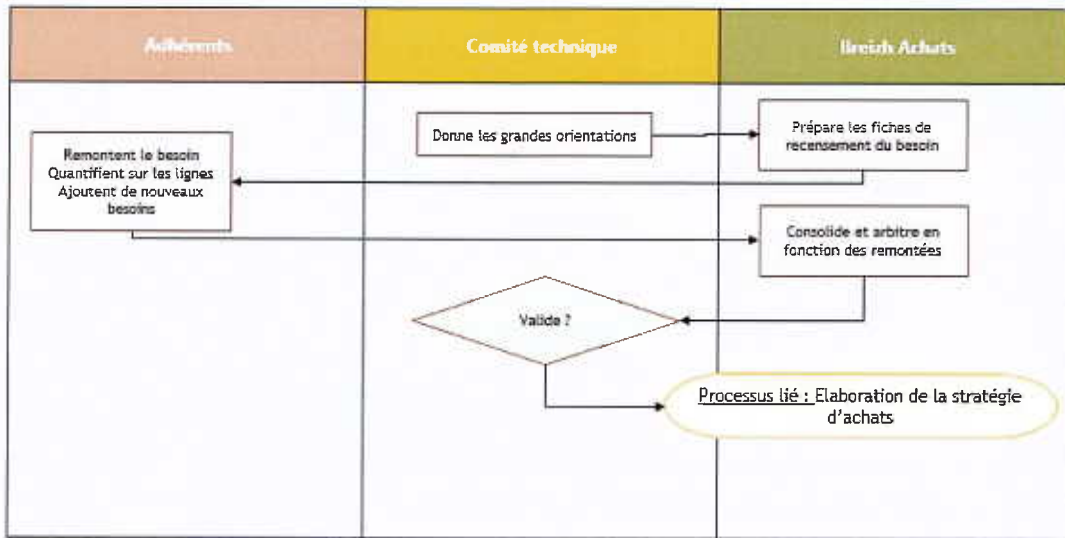 Adhérents
Comité technique
Breizh Achats
Donne les grandes orientations
Prépare les fiches de
recensement du besoin
Remontent le besoin
Quantifient sur les lignes
Ajoutent de nouveaux
besoins
Consolide et arbitre en
fonction des remontées
Valide ?
Processus lié : Elaboration de la stratégie
d'achats